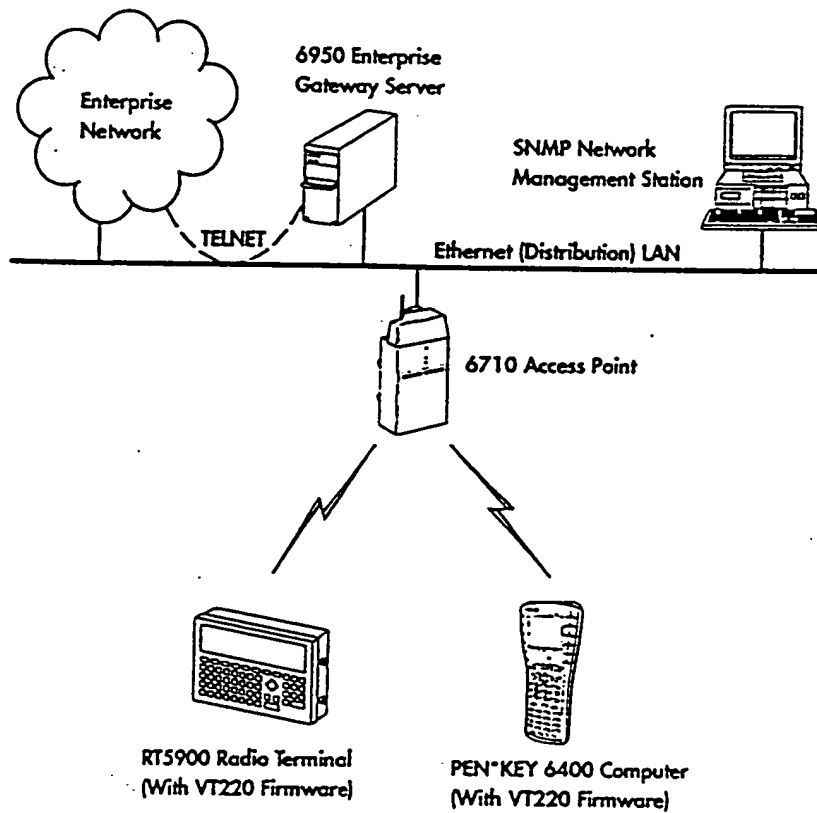 6950 Enterprise
Gateway Server
Enterprise
Network
SNMP Network
Management Station
TELNET
Ethernet (Distribution) LAN
6710 Access Point
RT5900 Radio Terminal
(With VT220 Firmware)
PEN*KEY 6400 Computer
(With VT220 Firmware)